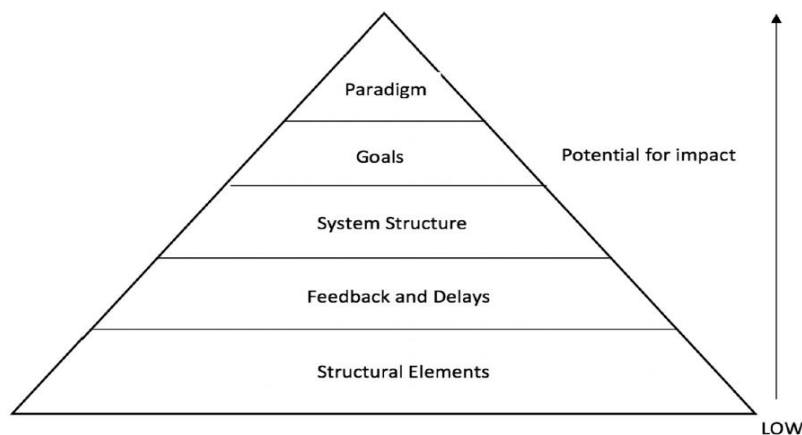 Paradigm
Goals
Potential for impact
System Structure
Feedback and Delays
Structural Elements
LOW